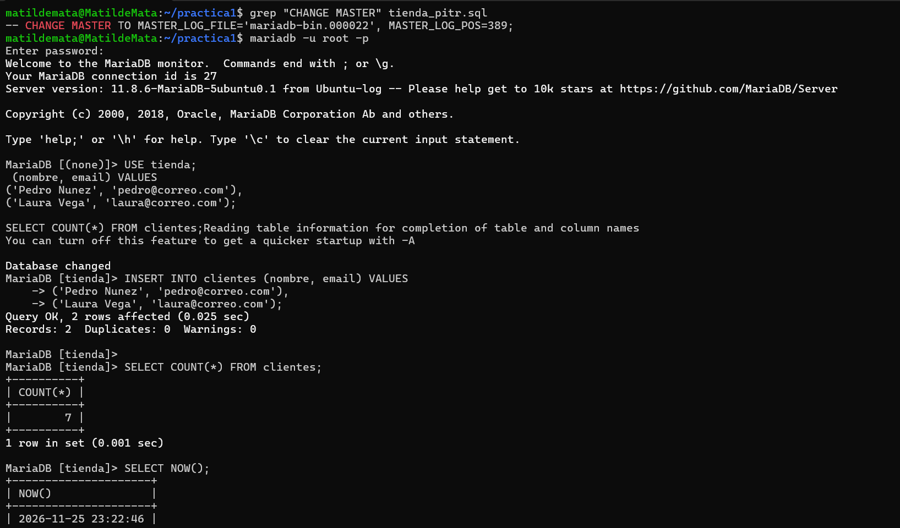 matildemata@MatildeMata:~/practica1$ grep "CHANGE MASTER" tienda_pitr.sql
-- CHANGE MASTER TO MASTER_LOG_FILE='mariadb-bin.000022', MASTER_LOG_POS=389;
matildemata@MatildeMata:~/practica1$ mariadb -u root -p
Enter password:
Welcome to the MariaDB monitor.  Commands end with ; or \g.
Your MariaDB connection id is 27
Server version: 11.8.6-MariaDB-5ubuntu0.1 from Ubuntu-log -- Please help get to 10k stars at https://github.com/MariaDB/Server

Copyright (c) 2000, 2018, Oracle, MariaDB Corporation Ab and others.

Type 'help;' or '\h' for help. Type '\c' to clear the current input statement.

MariaDB [(none)]> USE tienda;
 (nombre, email) VALUES
('Pedro Nunez', 'pedro@correo.com'),
('Laura Vega', 'laura@correo.com');

SELECT COUNT(*) FROM clientes;Reading table information for completion of table and column names
You can turn off this feature to get a quicker startup with -A

Database changed
MariaDB [tienda]> INSERT INTO clientes (nombre, email) VALUES
    -> ('Pedro Nunez', 'pedro@correo.com'),
    -> ('Laura Vega', 'laura@correo.com');
Query OK, 2 rows affected (0.025 sec)
Records: 2  Duplicates: 0  Warnings: 0

MariaDB [tienda]>
MariaDB [tienda]> SELECT COUNT(*) FROM clientes;
+----------+
| COUNT(*) |
+----------+
|        7 |
+----------+
1 row in set (0.001 sec)

MariaDB [tienda]> SELECT NOW();
+---------------------+
| NOW()               |
+---------------------+
| 2026-11-25 23:22:46 |